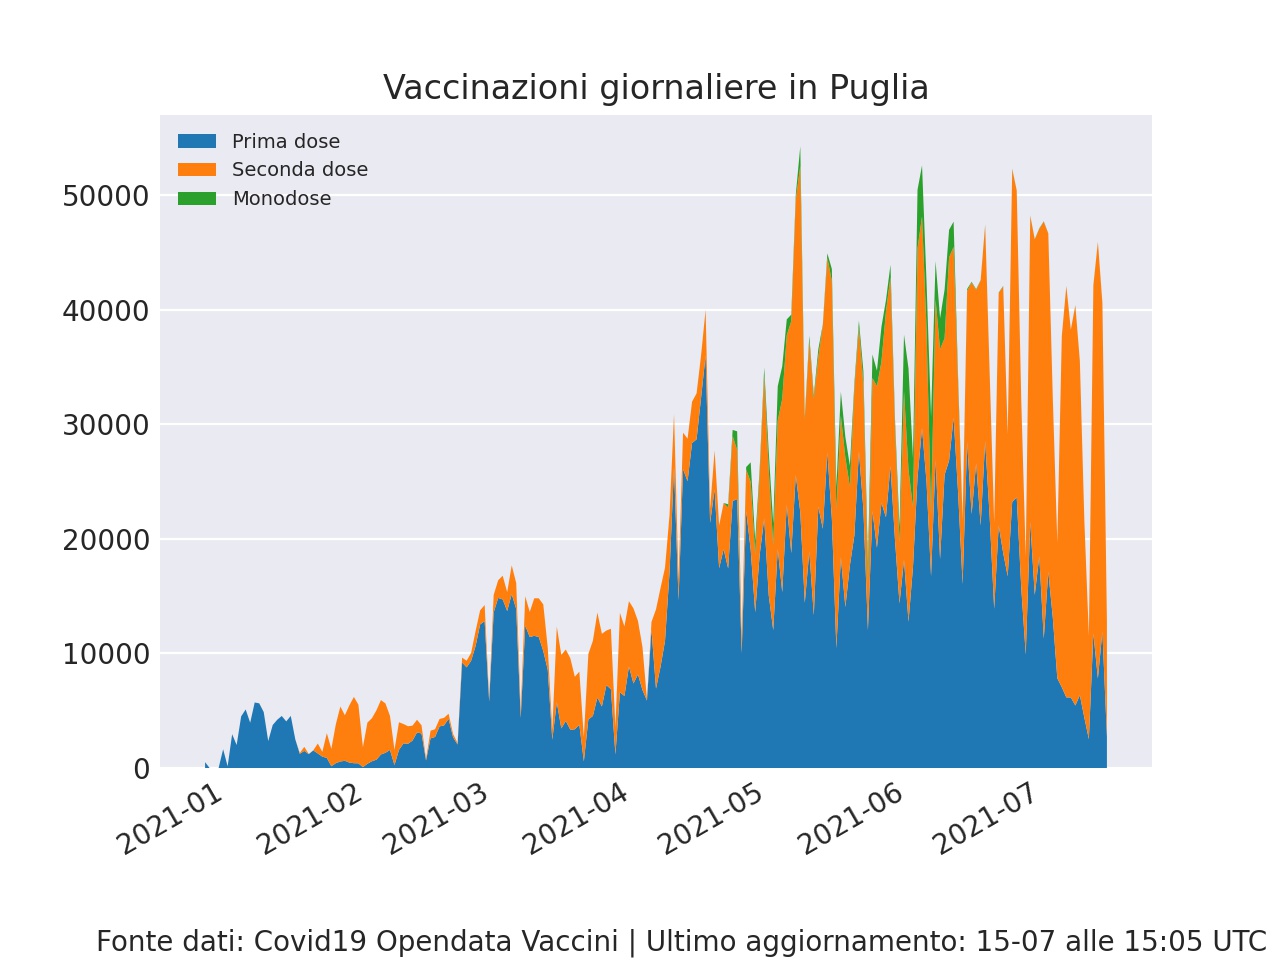 Vaccinazioni giornaliere in Puglia
Prima dose
Seconda dose
Monodose
50000
40000
30000
20000
10000
0
2021-01
2021-02
2021-03
2021-04
2021-05
2021-06
2021-07
Fonte dati: Covid19 Opendata Vaccini | Ultimo aggiornamento: 15-07 alle 15:05 UTC